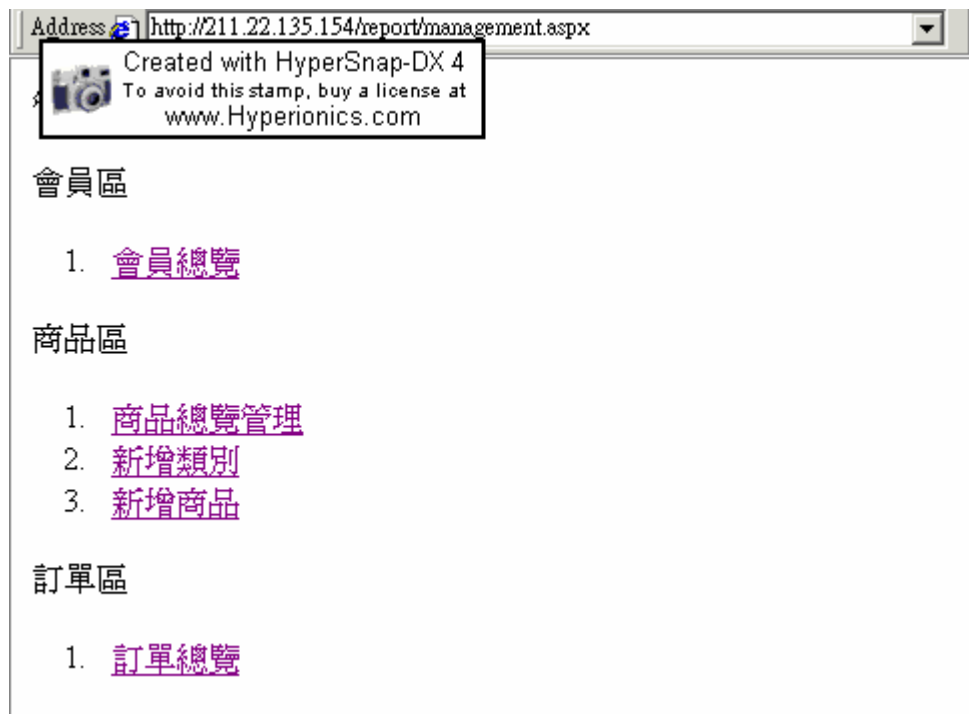 Address http://211.22.135.154/report/management.aspx
Created with HyperSnap-DX 4
To avoid this stamp, buy a license at
www.Hyperionics.com
會員區
1. 會員總覽
商品區
1. 商品總覽管理
2. 新增類別
3. 新增商品
訂單區
1. 訂單總覽